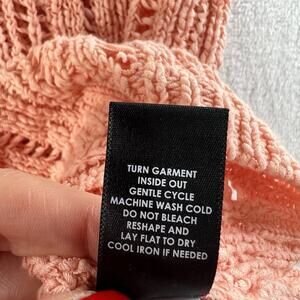 TURN GARMENT
INSIDE OUT
GENTLE CYCLE
MACHINE WASH COLD
DO NOT BLEACH
RESHAPE AND
LAY FLAT TO DRY
COOL IRON IF NEEDED